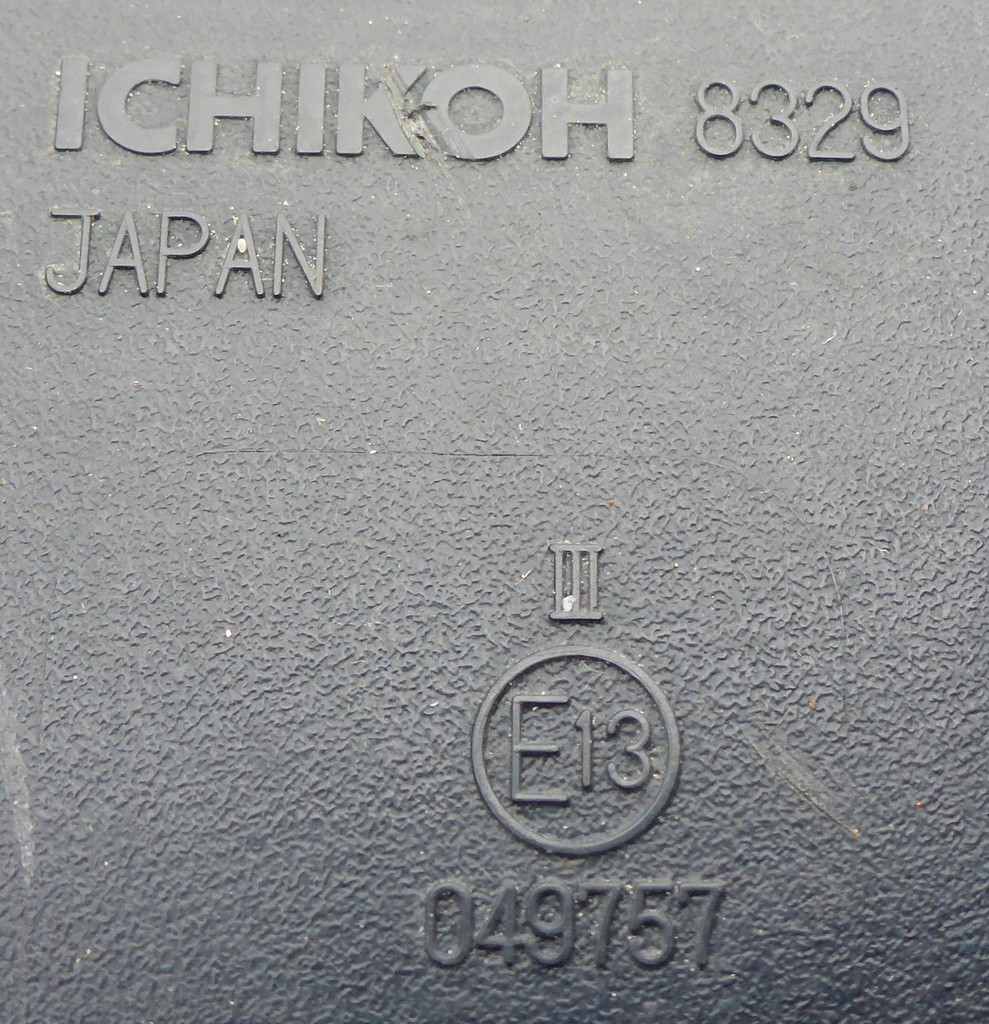 ICHIKOH 8329
JAPAN
III
E13
049757